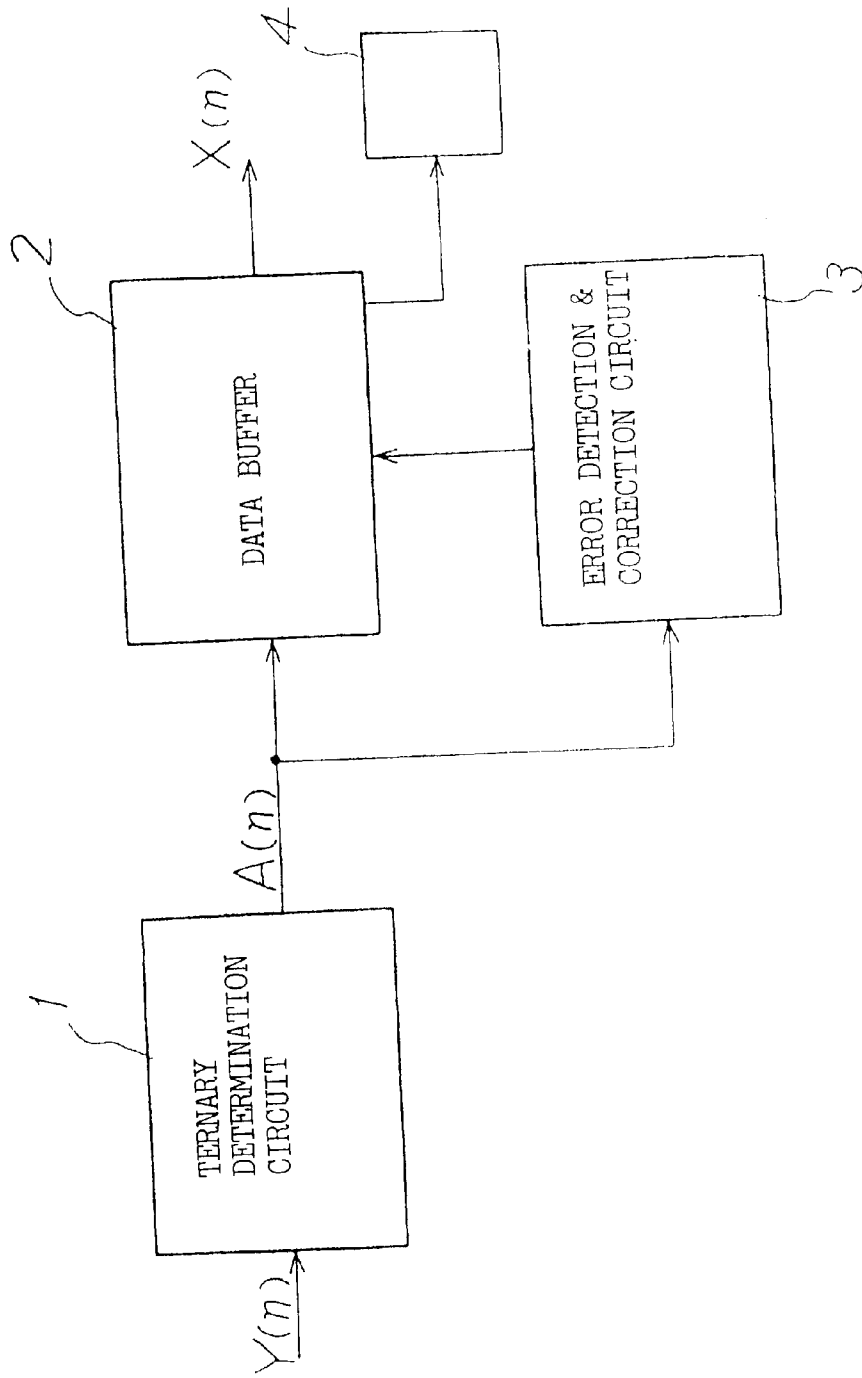 Y(n)
1
TERNARY
DETERMINATION
CIRCUIT
A(n)
2
DATA BUFFER
X(n)
4
ERROR DETECTION &
CORRECTION CIRCUIT
3